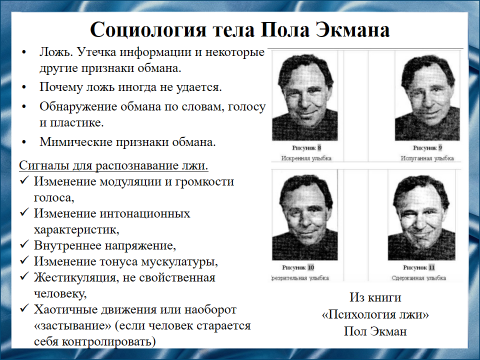 Социология тела Пола Экмана
• Ложь. Утечка информации и некоторые
другие признаки обмана.
• Почему ложь иногда не удается.
• Обнаружение обмана по словам, голосу
и пластике.
• Мимические признаки обмана.
Сигналы для распознавание лжи.
✓ Изменение модуляции и громкости
голоса,
✓ Изменение интонационных
характеристик,
✓ Внутреннее напряжение,
✓ Изменение тонуса мускулатуры,
✓ Жестикуляция, не свойственная
человеку,
✓ Хаотичные движения или наоборот
«застывание» (если человек старается
себя контролировать)
Рисунок 8
Искренная улыбка
Рисунок 9
Испуганная улыбка
Рисунок 10
зрительная улыбка
Рисунок 11
Сдержанная улыбка
Из книги
«Психология лжи»
Пол Экман